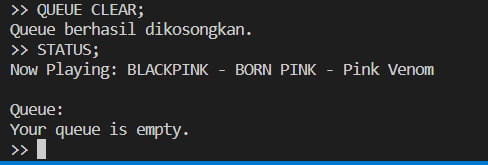 >> QUEUE CLEAR;
Queue berhasil dikosongkan.
>> STATUS;
Now Playing: BLACKPINK - BORN PINK - Pink Venom
Queue:
Your queue is empty.
>>